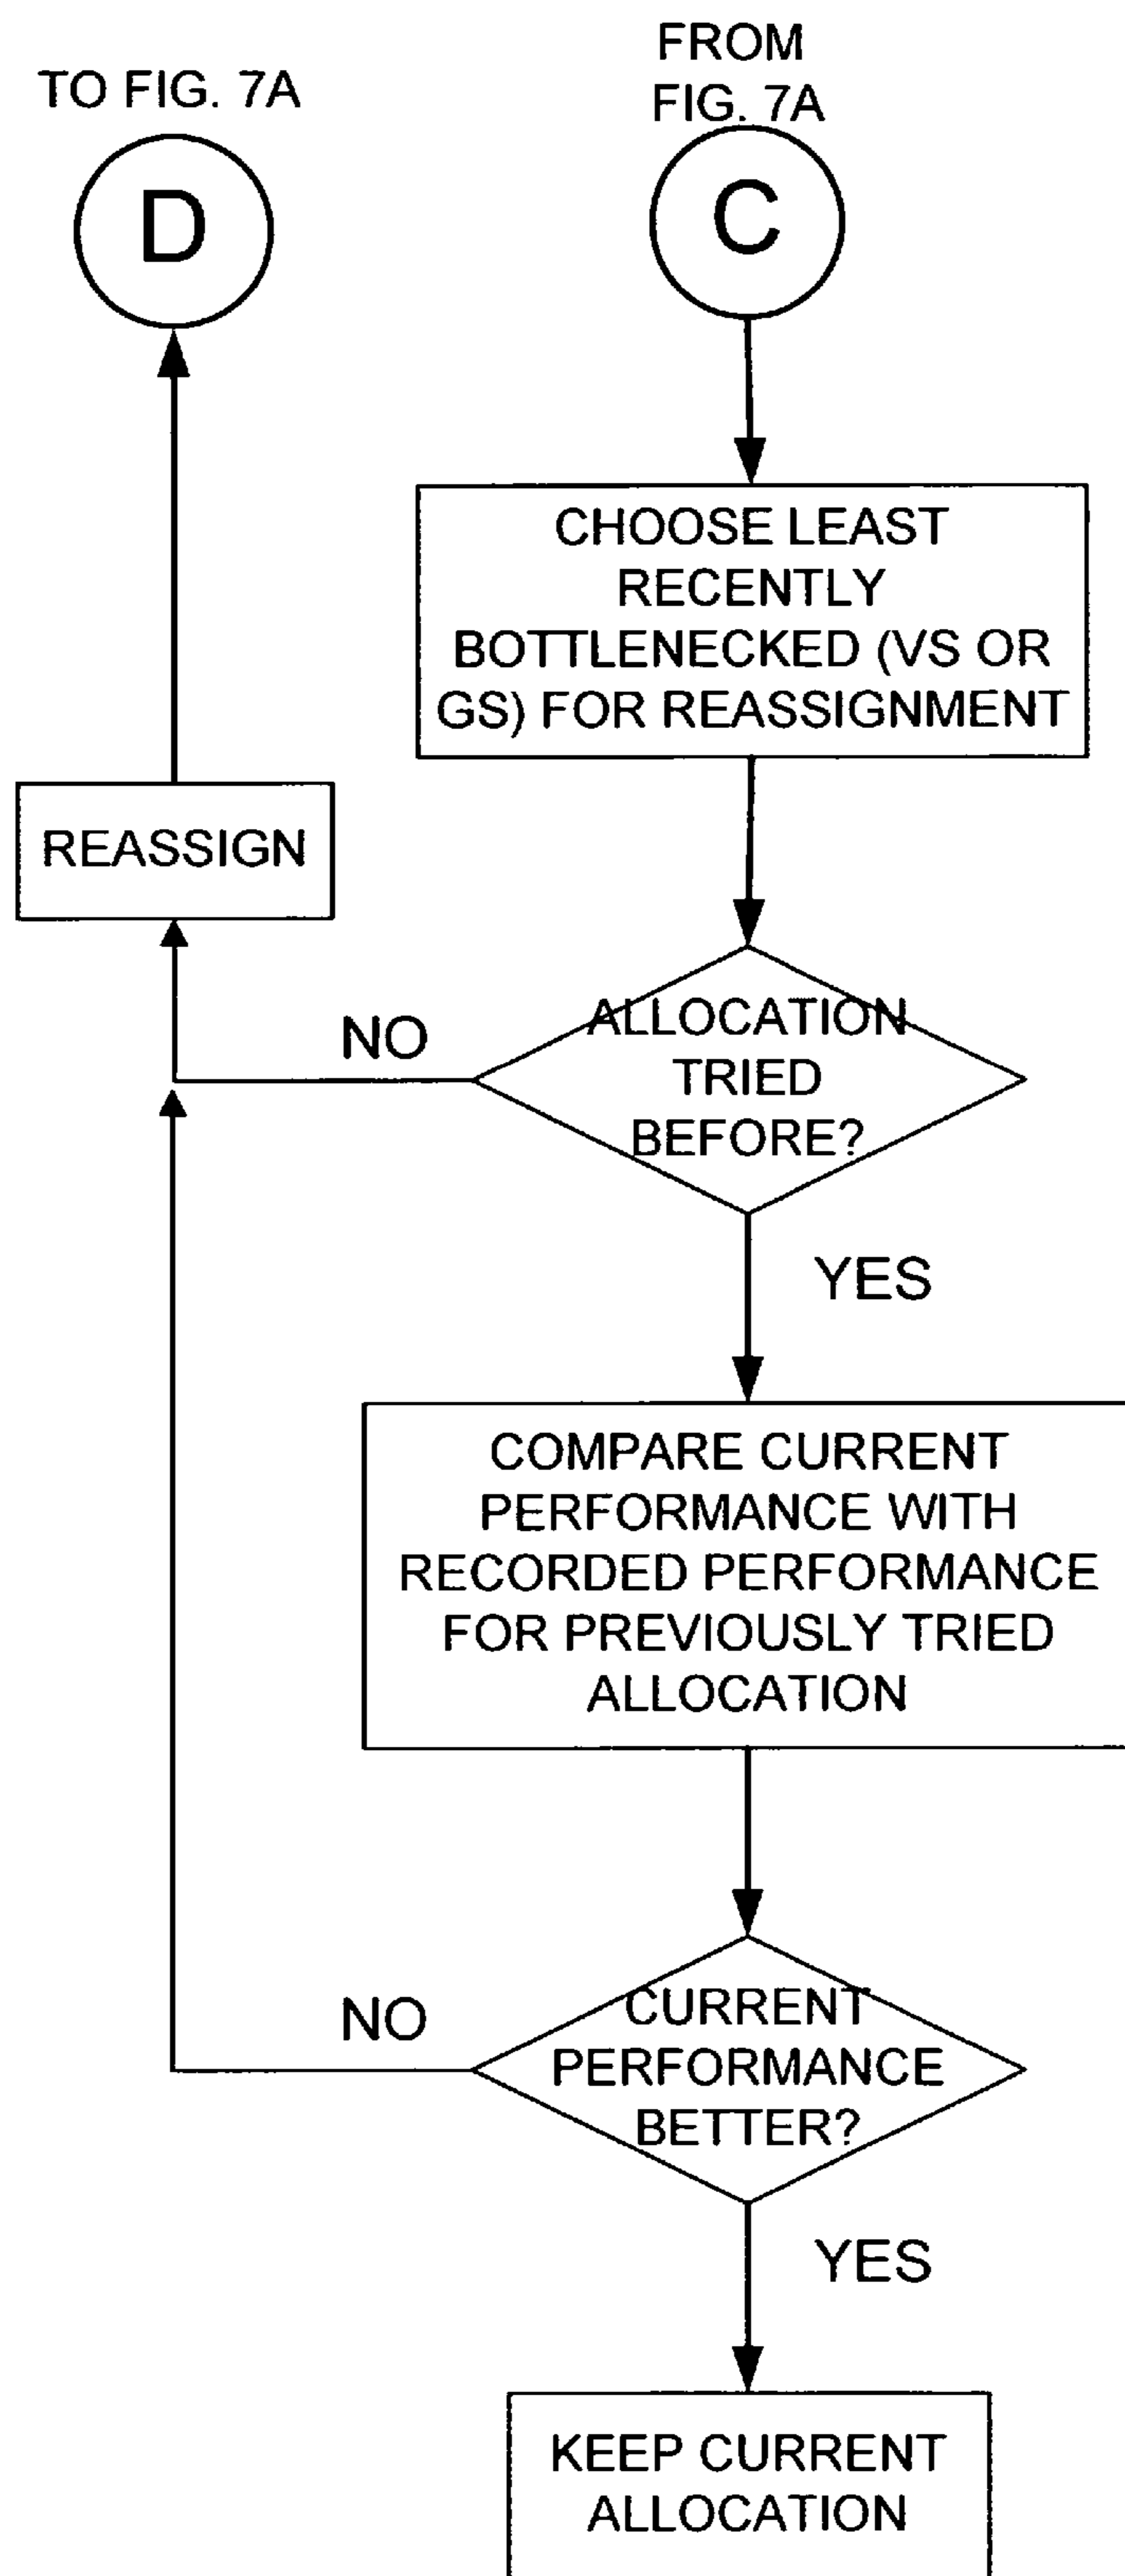 TO FIG. 7A
D
FROM
FIG. 7A
C
CHOOSE LEAST
RECENTLY
BOTTLENECKED (VS OR
GS) FOR REASSIGNMENT
REASSIGN
NO
ALLOCATION
TRIED
BEFORE?
YES
COMPARE CURRENT
PERFORMANCE WITH
RECORDED PERFORMANCE
FOR PREVIOUSLY TRIED
ALLOCATION
NO
CURRENT
PERFORMANCE
BETTER?
YES
KEEP CURRENT
ALLOCATION